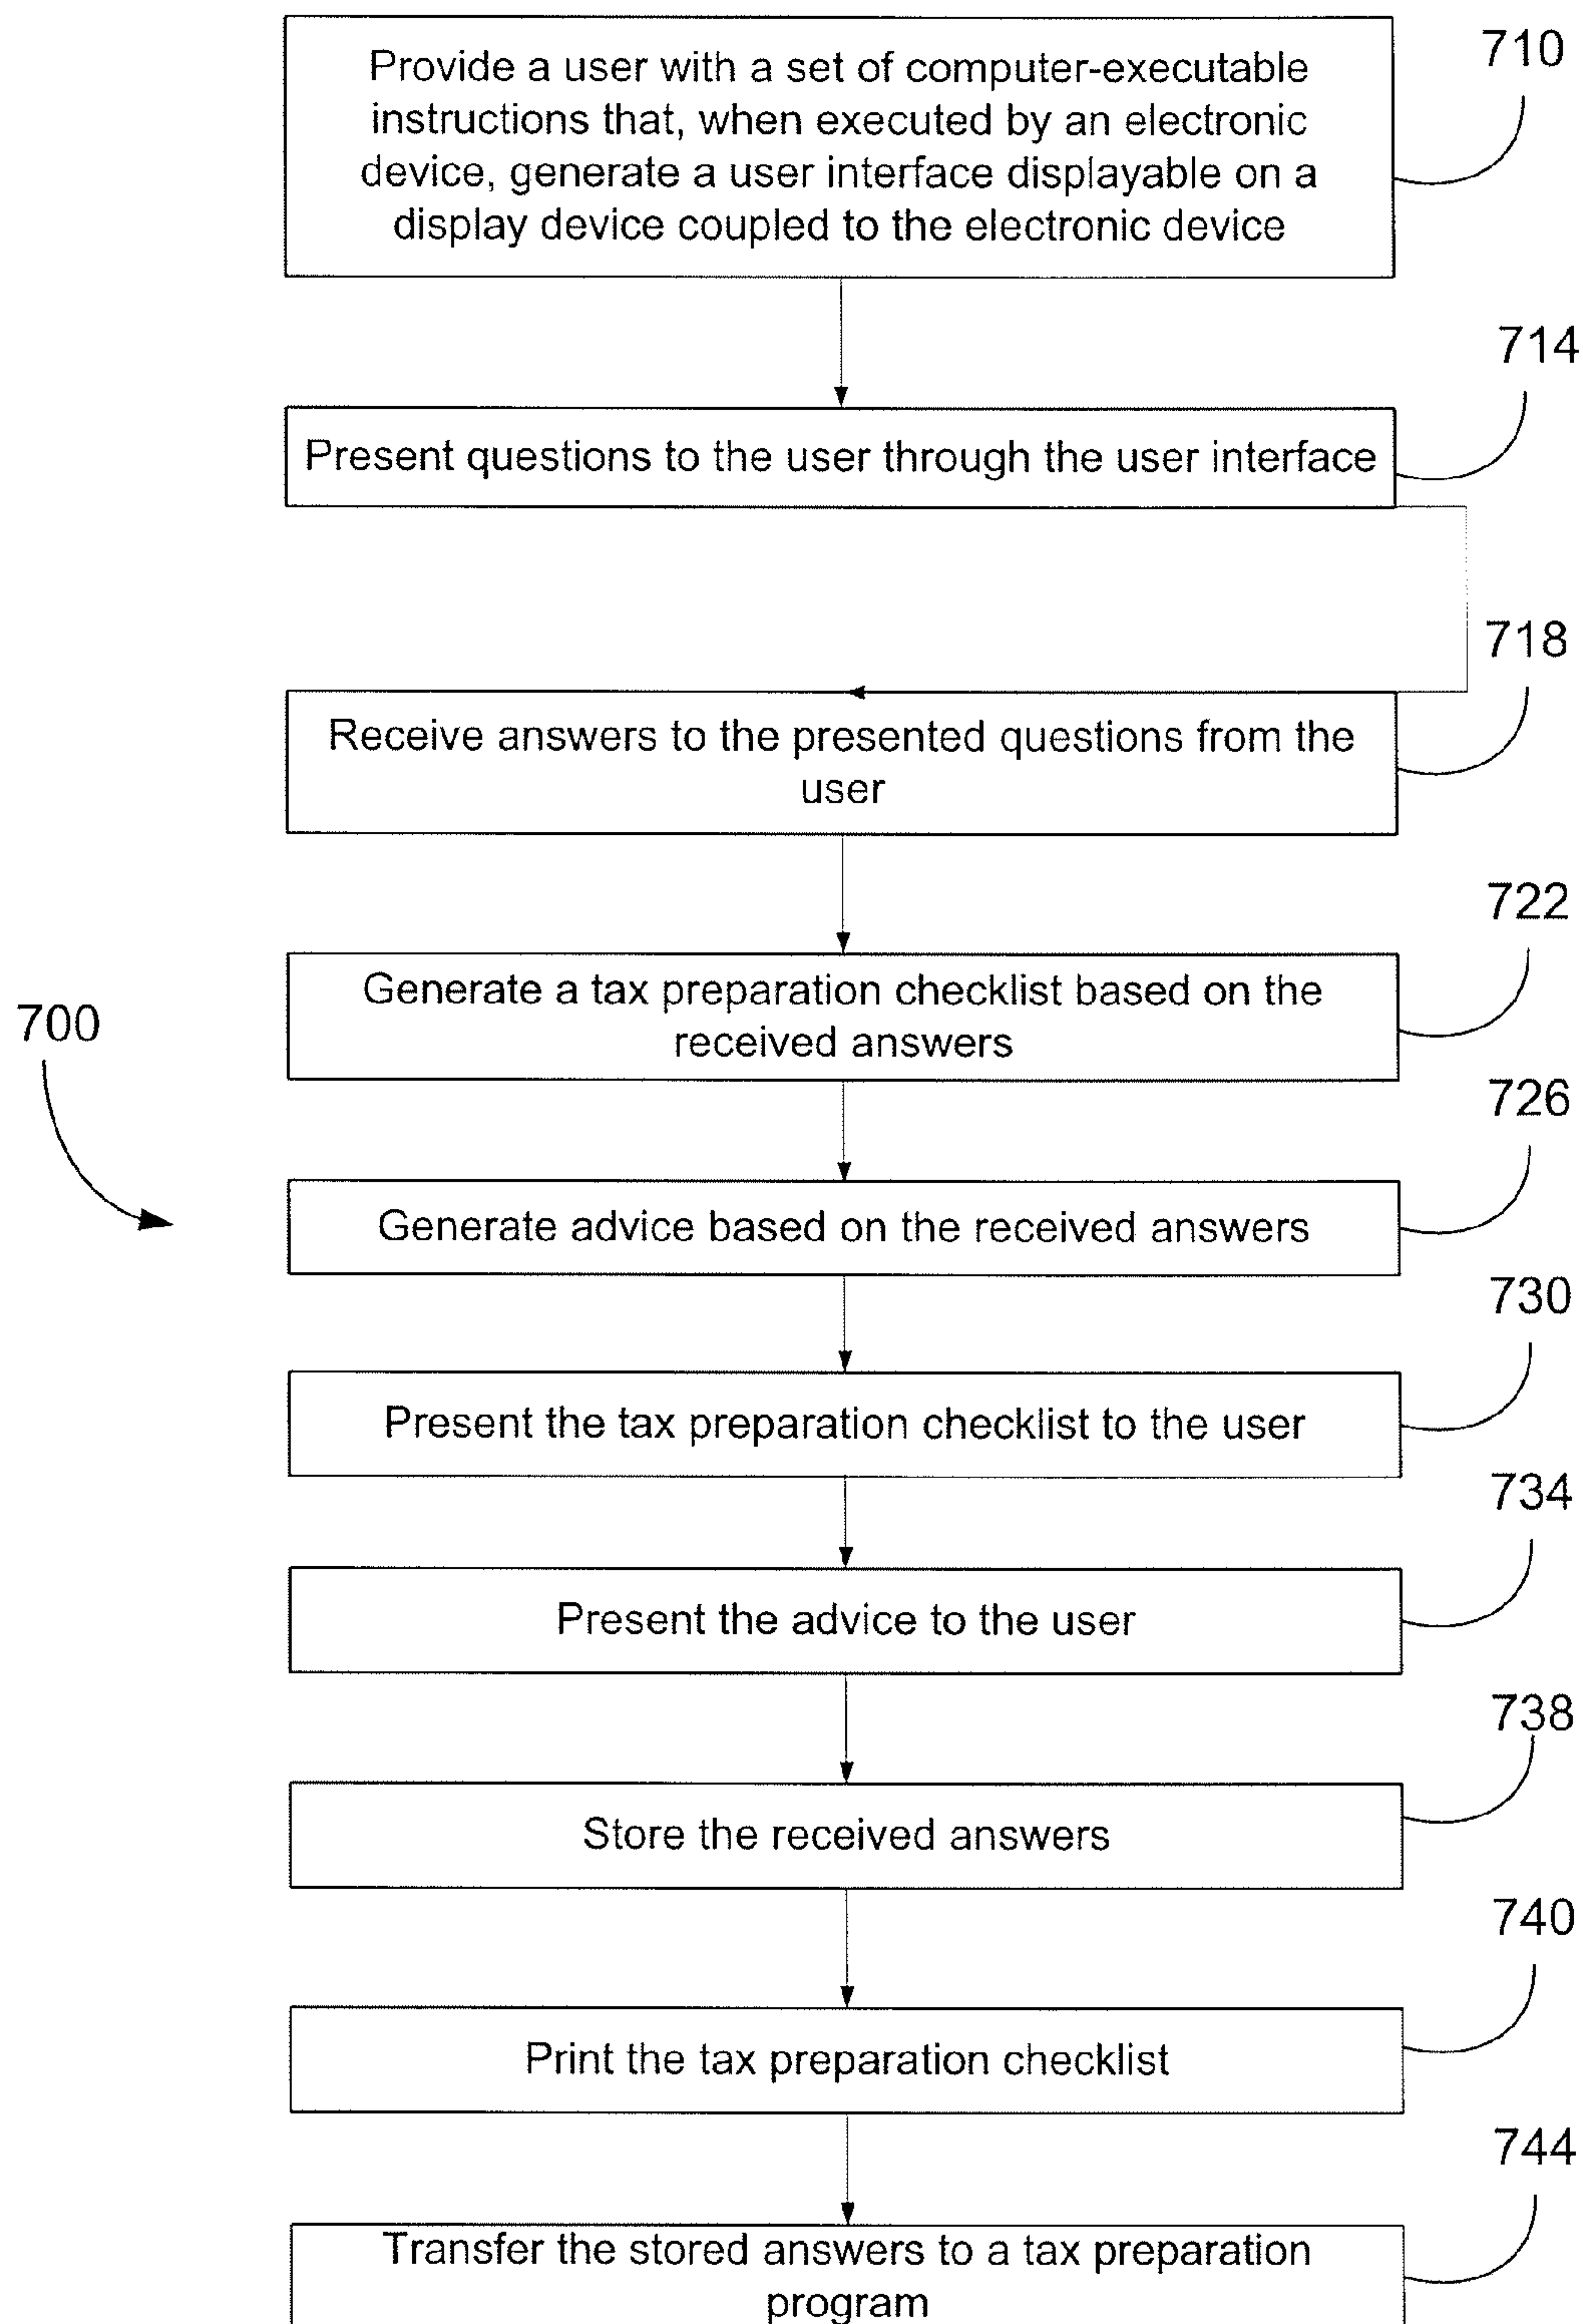 Provide a user with a set of computer-executable
instructions that, when executed by an electronic
device, generate a user interface displayable on a
display device coupled to the electronic device
710
714
Present questions to the user through the user interface
718
Receive answers to the presented questions from the
user
722
Generate a tax preparation checklist based on the
received answers
700
726
Generate advice based on the received answers
730
Present the tax preparation checklist to the user
734
Present the advice to the user
738
Store the received answers
740
Print the tax preparation checklist
744
Transfer the stored answers to a tax preparation
program